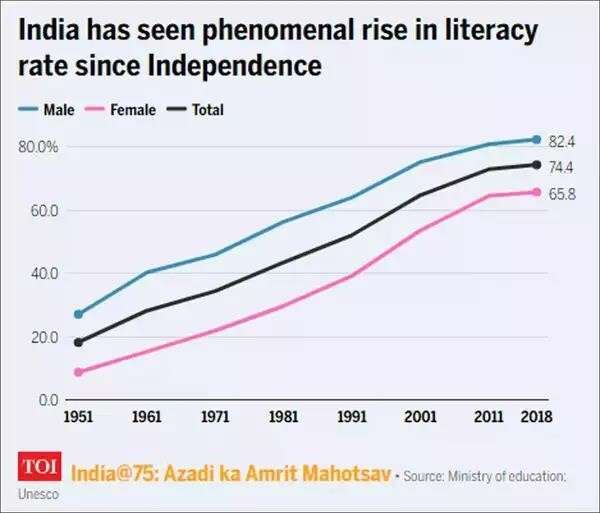 India has seen phenomenal rise in literacy
rate since Independence
Male Female Total
80.0%
82.4
74.4
65.8
60.0
40.0
20.0
0.0
1951 1961 1971 1981 1991 2001 2011 2018
TOI India@75: Azadi ka Amrit Mahotsav • Source: Ministry of education;
Unesco